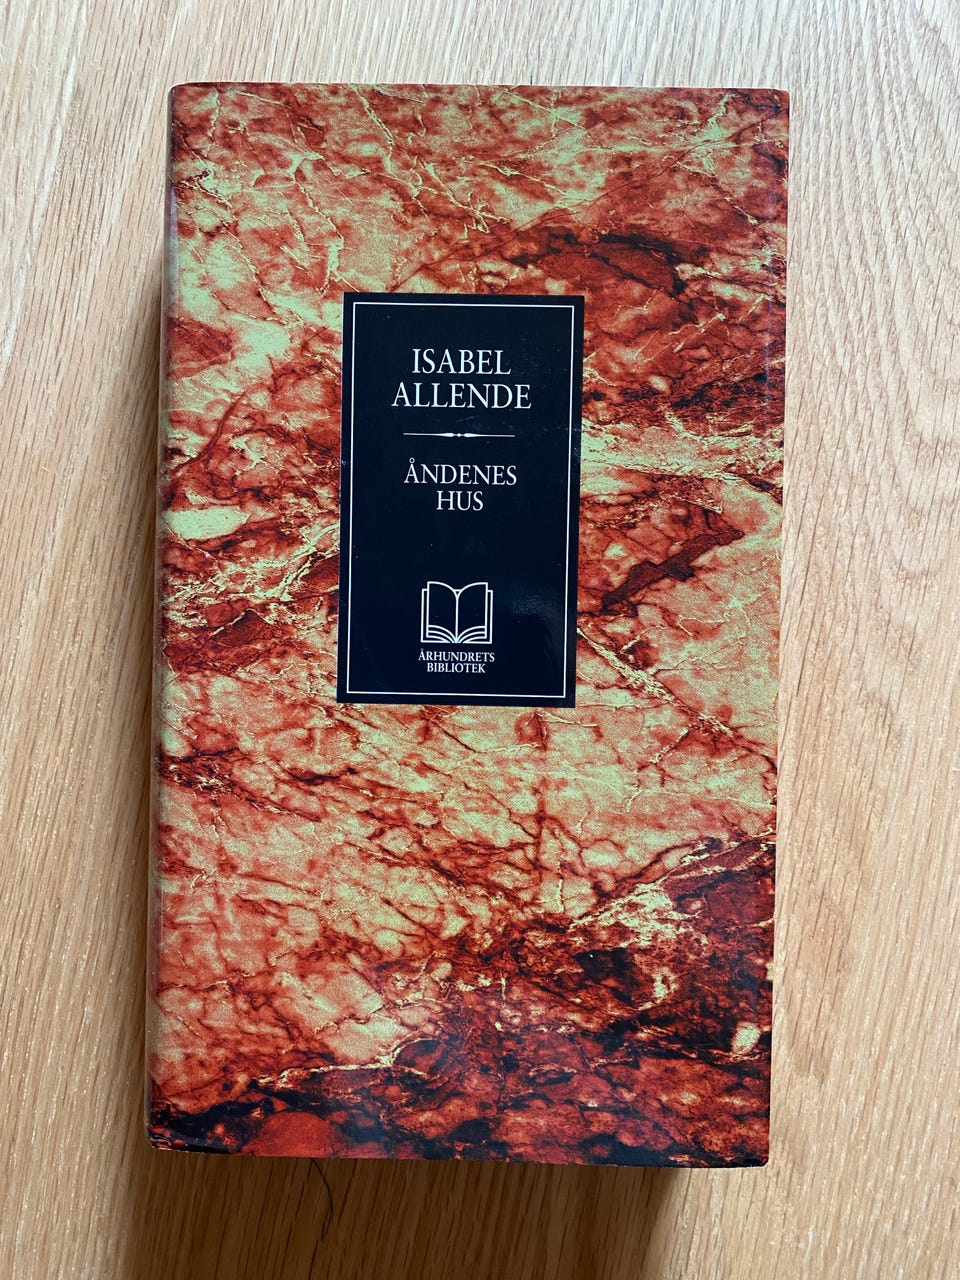 ISABEL
ALLENDE
ÅNDENES
HUS
ÅRHUNDRETS
BIBLIOTEK